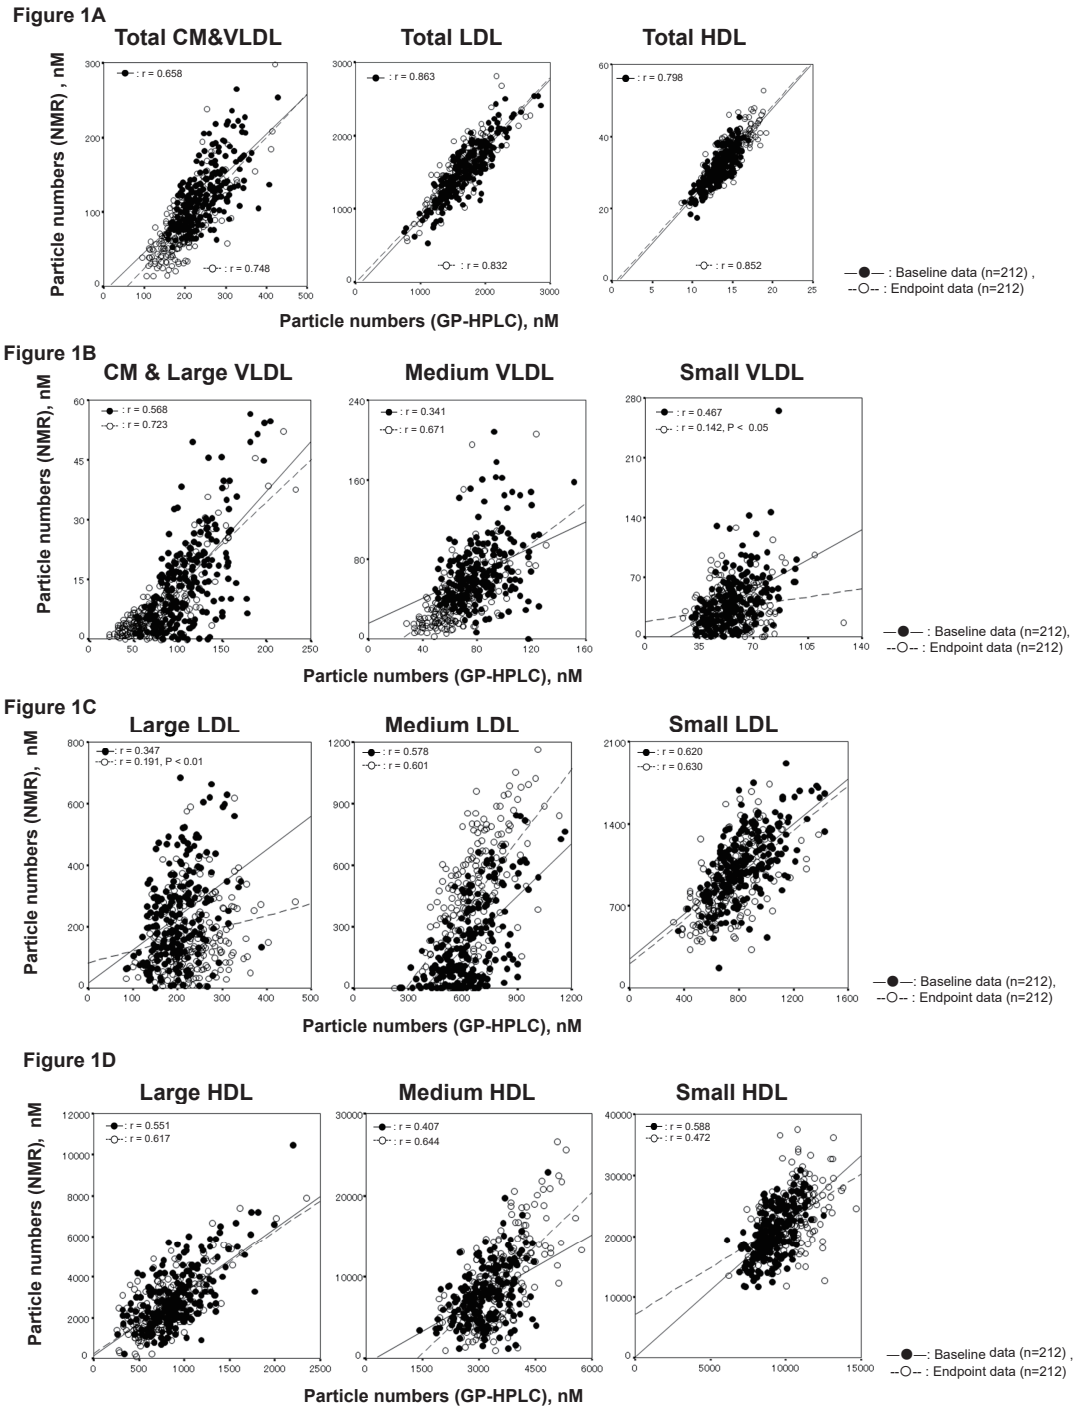 Figure 1A
Total CM&VLDL
Total LDL
Total HDL
Particle numbers (NMR) , nM
300
200
100
0
: r = 0.658
: r = 0.748
0 100 200 300 400 500
3000
2000
1000
0
: r = 0.863
: r = 0.832
0 1000 2000 3000
60
40
20
0
: r = 0.798
: r = 0.852
0 5 10 15 20 25
: Baseline data (n=212) ,
: Endpoint data (n=212)
Particle numbers (GP-HPLC), nM
Figure 1B
CM & Large VLDL
Medium VLDL
Small VLDL
Particle numbers (NMR), nM
60
45
30
15
0
: r = 0.568
: r = 0.723
0 50 100 150 200 250
240
160
80
0
: r = 0.341
: r = 0.671
0 40 80 120 160
280
210
140
70
0
: r = 0.467
: r = 0.142, P < 0.05
0 35 70 105 140
: Baseline data (n=212),
: Endpoint data (n=212)
Particle numbers (GP-HPLC), nM
Figure 1C
Large LDL
Medium LDL
Small LDL
Particle numbers (NMR), nM
800
600
400
200
0
: r = 0.347
: r = 0.191, P < 0.01
0 100 200 300 400 500
1200
900
600
300
0
: r = 0.578
: r = 0.601
0 300 600 900 1200
2100
1400
700
0
: r = 0.620
: r = 0.630
0 400 800 1200 1600
: Baseline data (n=212),
: Endpoint data (n=212)
Particle numbers (GP-HPLC), nM
Figure 1D
Large HDL
Medium HDL
Small HDL
Particle numbers (NMR), nM
12000
10000
8000
6000
4000
2000
0
: r = 0.551
: r = 0.617
0 500 1000 1500 2000 2500
30000
20000
10000
0
: r = 0.407
: r = 0.644
0 1500 3000 4500 6000
40000
30000
20000
10000
0
: r = 0.588
: r = 0.472
0 5000 10000 15000
: Baseline data (n=212) ,
: Endpoint data (n=212)
Particle numbers (GP-HPLC), nM